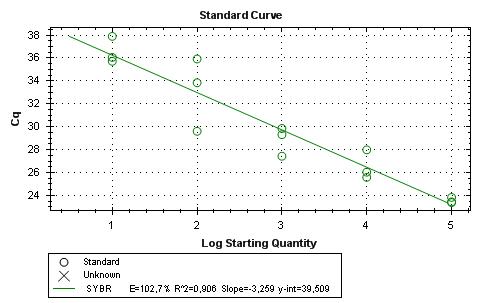 Standard Curve
38
36
34
32
30
28
26
24
Cq
1 2 3 4 5
Log Starting Quantity
Standard
Unknown
SYBR E=102,7% R^2=0,906 Slope=-3,259 y-int=39,509